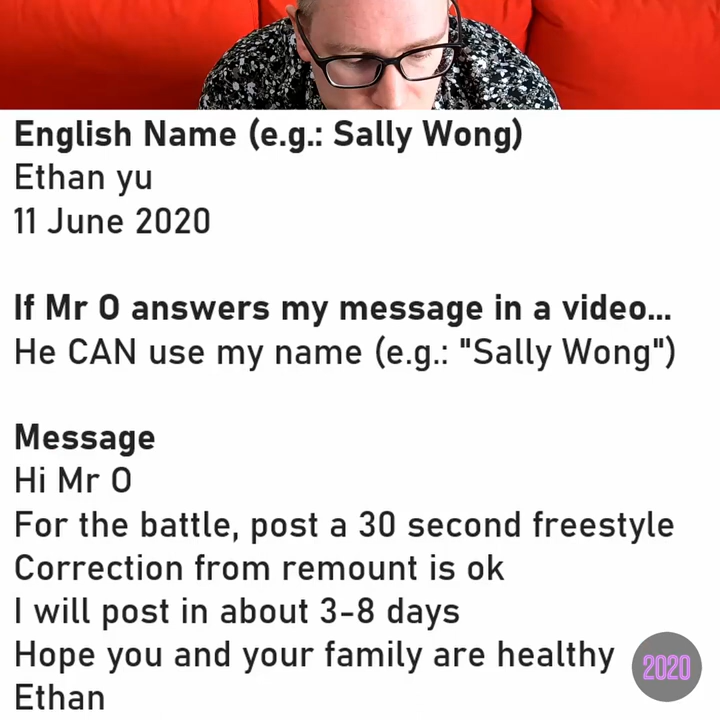 English Name (e.g.: Sally Wong)
Ethan yu
11 June 2020
If Mr O answers my message in a video...
He CAN use my name (e.g.: "Sally Wong")
Message
Hi Mr O
For the battle, post a 30 second freestyle
Correction from remount is ok
I will post in about 3-8 days
Hope you and your family are healthy
Ethan
2020